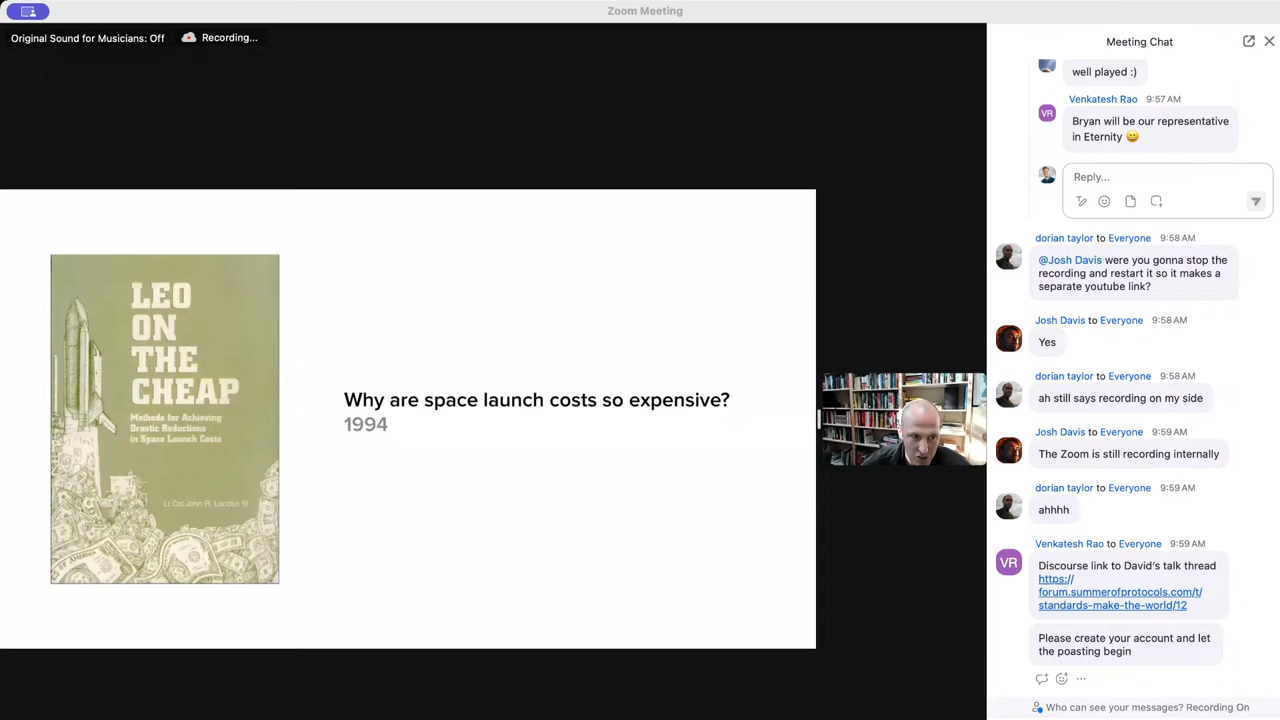 Zoom Meeting
Original Sound for Musicians: Off
Recording...
LEO
ON
THE
CHEAP
Methods for Achieving
Drastic Reductions
in Space Launch Costs
Lt Col John R. London III
Why are space launch costs so expensive?
1994
Meeting Chat
well played :)
Venkatesh Rao 9:57 AM
VR
Bryan will be our representative
in Eternity 😄
Reply...
dorian taylor to Everyone 9:58 AM
@Josh Davis were you gonna stop the
recording and restart it so it makes a
separate youtube link?
Josh Davis to Everyone 9:58 AM
Yes
dorian taylor to Everyone 9:58 AM
ah still says recording on my side
Josh Davis to Everyone 9:59 AM
The Zoom is still recording internally
dorian taylor to Everyone 9:59 AM
ahhhh
Venkatesh Rao to Everyone 9:59 AM
VR
Discourse link to David's talk thread
https://
forum.summerofprotocols.com/t/
standards-make-the-world/12
Please create your account and let
the poasting begin
Who can see your messages? Recording On